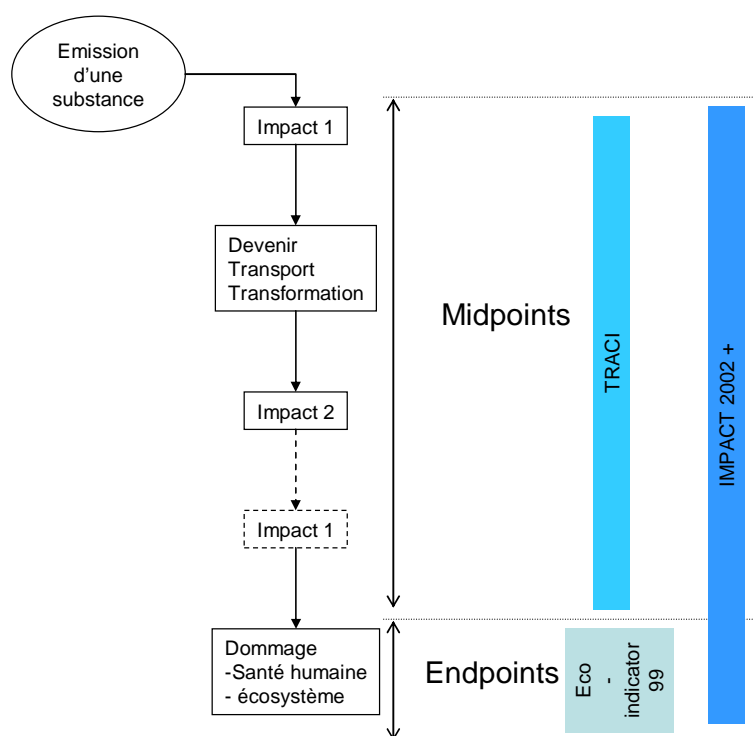 Emission
d'une
substance
Impact 1
Devenir
Transport
Transformation
Midpoints
TRACI
IMPACT 2002 +
Impact 2
Impact 1
Dommage
-Santé humaine
- écosystème
Endpoints
Eco
-
indicator
99